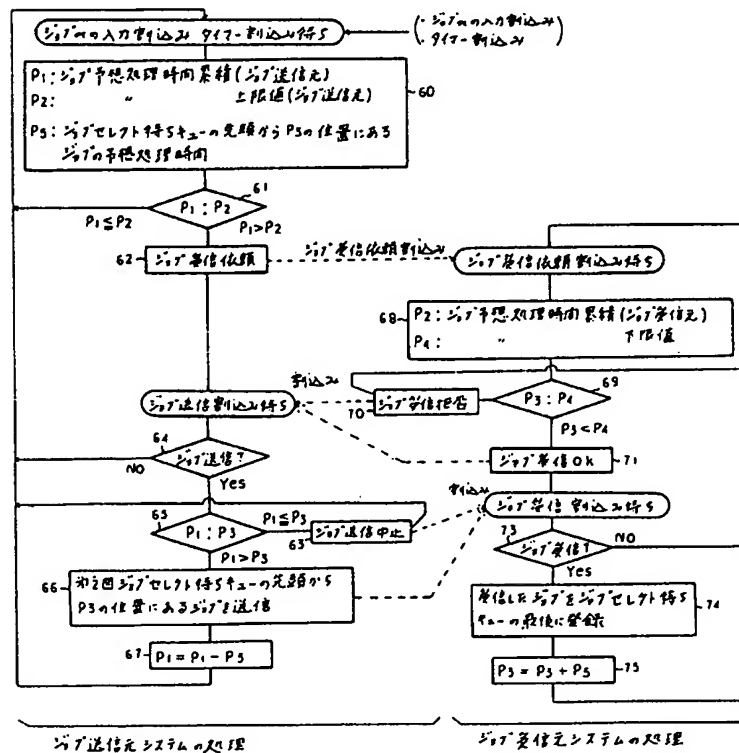 ジョブの入力割込み タイマー割込み待ち
・ジョブの入力割込み
・タイマー割込み
P1:ジョブ予想処理時間累積(ジョブ送信元)
P2: 〃 上限値(ジョブ送信元)
P5:ジョブセレクト待ちキューの先頭からP3の位置にある
ジョブの予想処理時間
60
61
P1:P2
P1≦P2
P1>P2
62
ジョブ受信依頼
ジョブ受信依頼割込み
ジョブ受信依頼割込み待ち
68
P2:ジョブ予想処理時間累積(ジョブ受信元)
P4: 〃 下限値
割込み
69
P3:P4
70
ジョブ受信拒否
P3<P4
ジョブ送信割込み待ち
64
ジョブ送信?
NO
YES
ジョブ受信OK
71
割込み
ジョブ受信割込み待ち
65
P1:P3
P1≦P3
63
ジョブ送信中止
P1>P3
73
ジョブ受信?
NO
YES
66
第2図ジョブセレクト待ちキューの先頭から
P3の位置にあるジョブを送信
受信したジョブをジョブセレクト待ち
キューの最後に登録
74
67
P1=P1-P5
P3=P3+P5
75
ジョブ送信元システムの処理
ジョブ受信元システムの処理